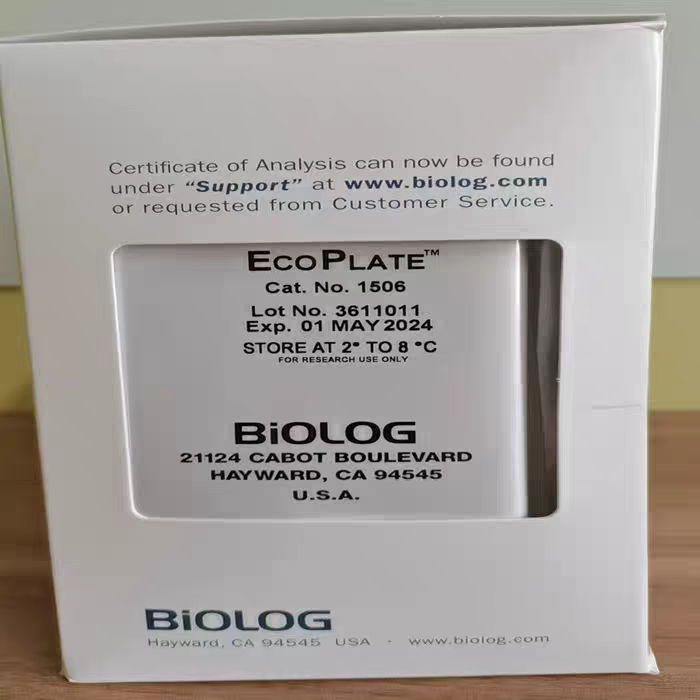 Certificate of Analysis can now be found
under “Support” at www.biolog.com
or requested from Customer Service.
ECOPLATE™
Cat. No. 1506
Lot No. 3611011
Exp. 01 MAY 2024
STORE AT 2° TO 8 °C
FOR RESEARCH USE ONLY
BiOLOG
21124 CABOT BOULEVARD
HAYWARD, CA 94545
U.S.A.
BiOLOG
Hayward, CA 94545 USA · www.biolog.com